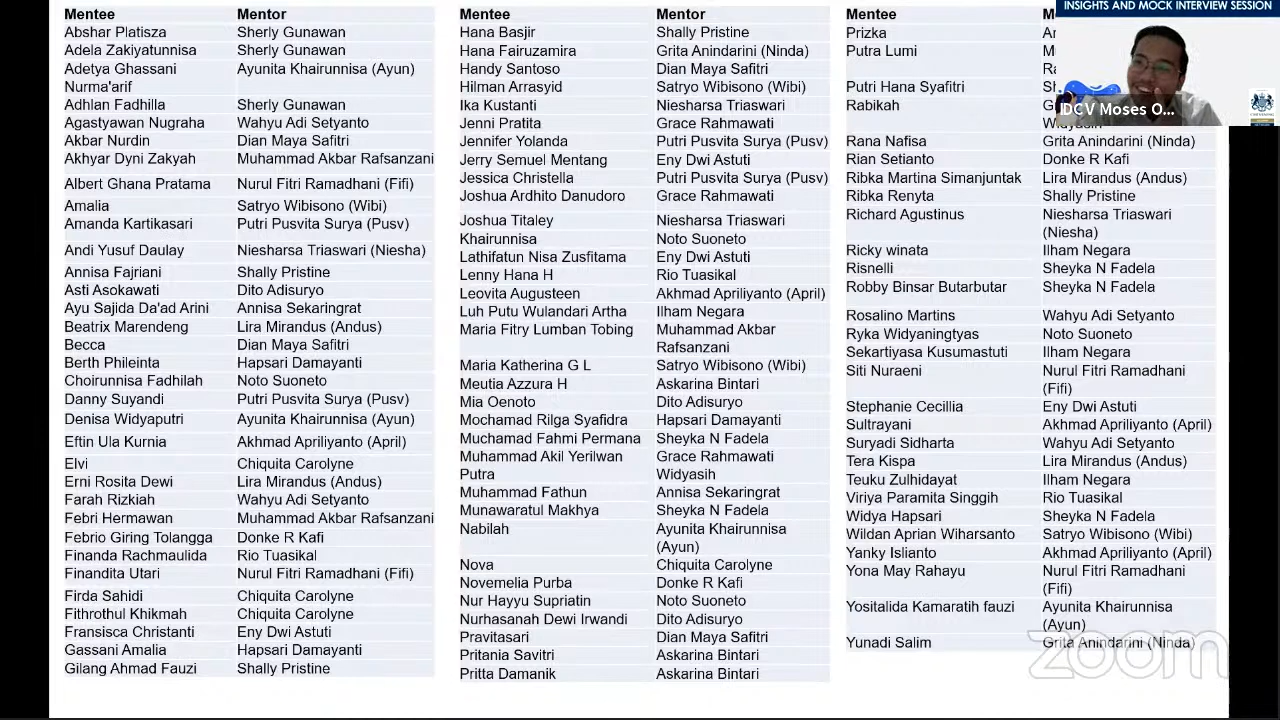 INSIGHTS AND MOCK INTERVIEW SESSION
Mentee Mentor
Abshar Platisza Sherly Gunawan
Adela Zakiyatunnisa Sherly Gunawan
Adetya Ghassani Ayunita Khairunnisa (Ayun)
Nurma'arif
Adhlan Fadhilla Sherly Gunawan
Agastyawan Nugraha Wahyu Adi Setyanto
Akbar Nurdin Dian Maya Safitri
Akhyar Dyni Zakyah Muhammad Akbar Rafsanzani
Albert Ghana Pratama Nurul Fitri Ramadhani (Fifi)
Amalia Satryo Wibisono (Wibi)
Amanda Kartikasari Putri Pusvita Surya (Pusv)
Andi Yusuf Daulay Niesharsa Triaswari (Niesha)
Annisa Fajriani Shally Pristine
Asti Asokawati Dito Adisuryo
Ayu Sajida Da'ad Arini Annisa Sekaringrat
Beatrix Marendeng Lira Mirandus (Andus)
Becca Dian Maya Safitri
Berth Phileinta Hapsari Damayanti
Choirunnisa Fadhilah Noto Suoneto
Danny Suyandi Putri Pusvita Surya (Pusv)
Denisa Widyaputri Ayunita Khairunnisa (Ayun)
Eftin Ula Kurnia Akhmad Apriliyanto (April)
Elvi Chiquita Carolyne
Erni Rosita Dewi Lira Mirandus (Andus)
Farah Rizkiah Wahyu Adi Setyanto
Febri Hermawan Muhammad Akbar Rafsanzani
Febrio Giring Tolangga Donke R Kafi
Finanda Rachmaulida Rio Tuasikal
Finandita Utari Nurul Fitri Ramadhani (Fifi)
Firda Sahidi Chiquita Carolyne
Fithrothul Khikmah Chiquita Carolyne
Fransisca Christanti Eny Dwi Astuti
Gassani Amalia Hapsari Damayanti
Gilang Ahmad Fauzi Shally Pristine
Mentee Mentor
Hana Basjir Shally Pristine
Hana Fairuzamira Grita Anindarini (Ninda)
Handy Santoso Dian Maya Safitri
Hilman Arrasyid Satryo Wibisono (Wibi)
Ika Kustanti Niesharsa Triaswari
Jenni Pratita Grace Rahmawati
Jennifer Yolanda Putri Pusvita Surya (Pusv)
Jerry Semuel Mentang Eny Dwi Astuti
Jessica Christella Putri Pusvita Surya (Pusv)
Joshua Ardhito Danudoro Grace Rahmawati
Joshua Titaley Niesharsa Triaswari
Khairunnisa Noto Suoneto
Lathifatun Nisa Zusfitama Eny Dwi Astuti
Lenny Hana H Rio Tuasikal
Leovita Augusteen Akhmad Apriliyanto (April)
Luh Putu Wulandari Artha Ilham Negara
Maria Fitry Lumban Tobing Muhammad Akbar
Rafsanzani
Maria Katherina G L Satryo Wibisono (Wibi)
Meutia Azzura H Askarina Bintari
Mia Oenoto Dito Adisuryo
Mochamad Rilga Syafidra Hapsari Damayanti
Muchamad Fahmi Permana Sheyka N Fadela
Muhammad Akil Yerilwan Grace Rahmawati
Putra Widyasih
Muhammad Fathun Annisa Sekaringrat
Munawaratul Makhya Sheyka N Fadela
Nabilah Ayunita Khairunnisa
(Ayun)
Nova Chiquita Carolyne
Novemelia Purba Donke R Kafi
Nur Hayyu Supriatin Noto Suoneto
Nurhasanah Dewi Irwandi Dito Adisuryo
Pravitasari Dian Maya Safitri
Pritania Savitri Askarina Bintari
Pritta Damanik Askarina Bintari
Mentee
Prizka
Putra Lumi
Putri Hana Syafitri
Rabikah
IDCV Moses O...
Rana Nafisa Grita Anindarini (Ninda)
Rian Setianto Donke R Kafi
Ribka Martina Simanjuntak Lira Mirandus (Andus)
Ribka Renyta Shally Pristine
Richard Agustinus Niesharsa Triaswari
(Niesha)
Ricky winata Ilham Negara
Risnelli Sheyka N Fadela
Robby Binsar Butarbutar Sheyka N Fadela
Rosalino Martins Wahyu Adi Setyanto
Ryka Widyaningtyas Noto Suoneto
Sekartiyasa Kusumastuti Ilham Negara
Siti Nuraeni Nurul Fitri Ramadhani
(Fifi)
Stephanie Cecillia Eny Dwi Astuti
Sultrayani Akhmad Apriliyanto (April)
Suryadi Sidharta Wahyu Adi Setyanto
Tera Kispa Lira Mirandus (Andus)
Teuku Zulhidayat Ilham Negara
Viriya Paramita Singgih Rio Tuasikal
Widya Hapsari Sheyka N Fadela
Wildan Aprian Wiharsanto Satryo Wibisono (Wibi)
Yanky Islianto Akhmad Apriliyanto (April)
Yona May Rahayu Nurul Fitri Ramadhani
(Fifi)
Yositalida Kamaratih fauzi Ayunita Khairunnisa
(Ayun)
Yunadi Salim Grita Anindarini (Ninda)
zoom